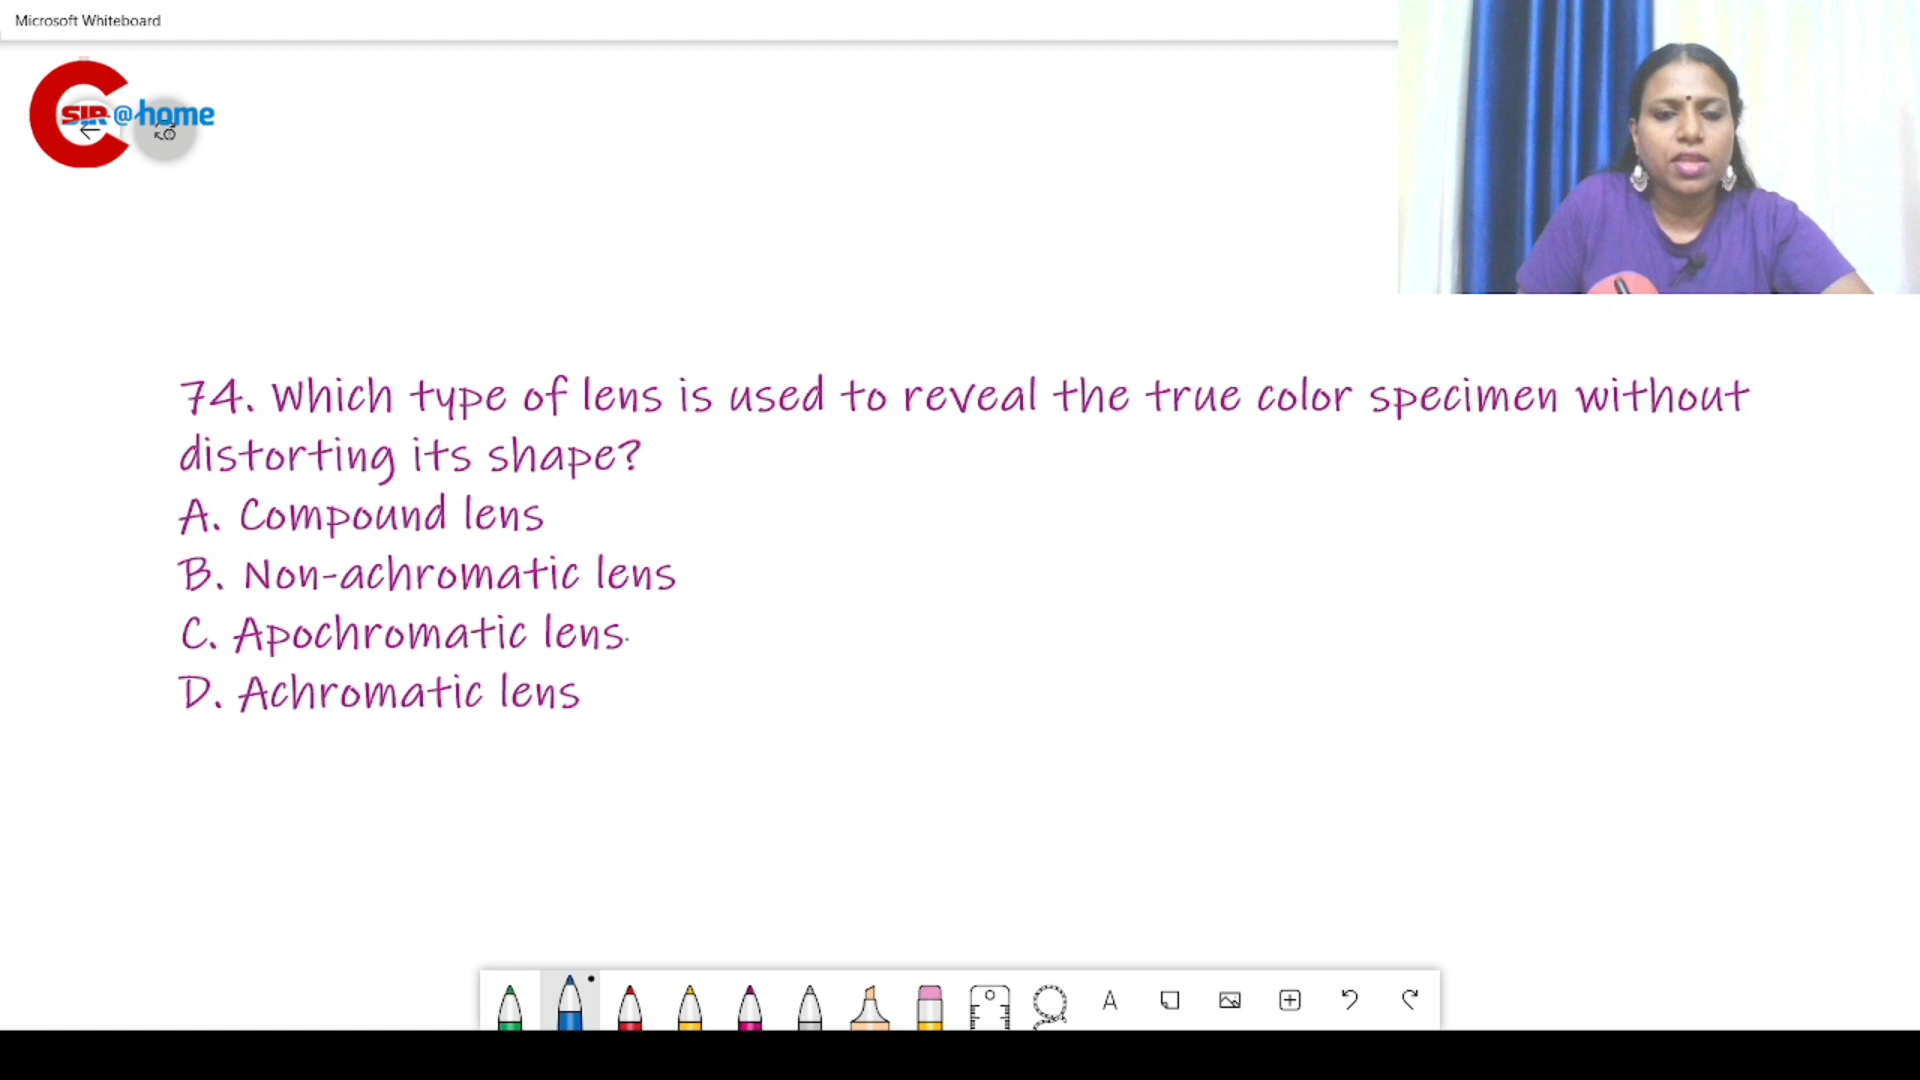 Microsoft Whiteboard
CSIR@home
74. Which type of lens is used to reveal the true color specimen without
distorting its shape?
A. Compound lens
B. Non-achromatic lens
C. Apochromatic lens
D. Achromatic lens
A